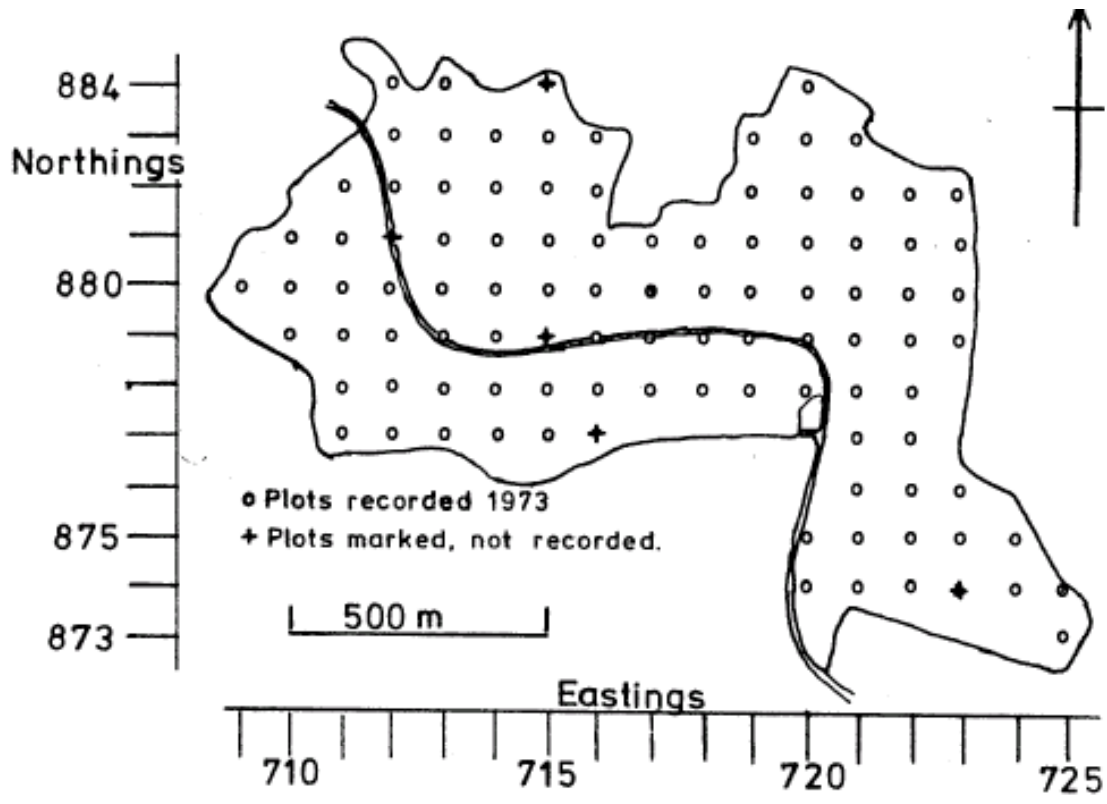 884
Northings
880
o Plots recorded 1973
+ Plots marked, not recorded.
875
500 m
873
Eastings
710 715 720 725